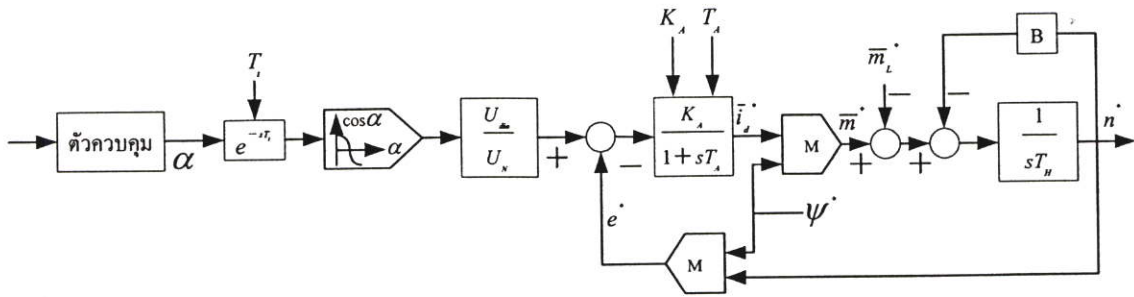 K_A T_A
B
T_t
m̄_L*
ตัวควบคุม
α
e^{-sT_t}
cosα
α
U
U_N
+
−
K_A
1 + sT_A
ī_d*
M
m̄*
−
+
−
+
1
sT_H
n*
ψ*
e*
M